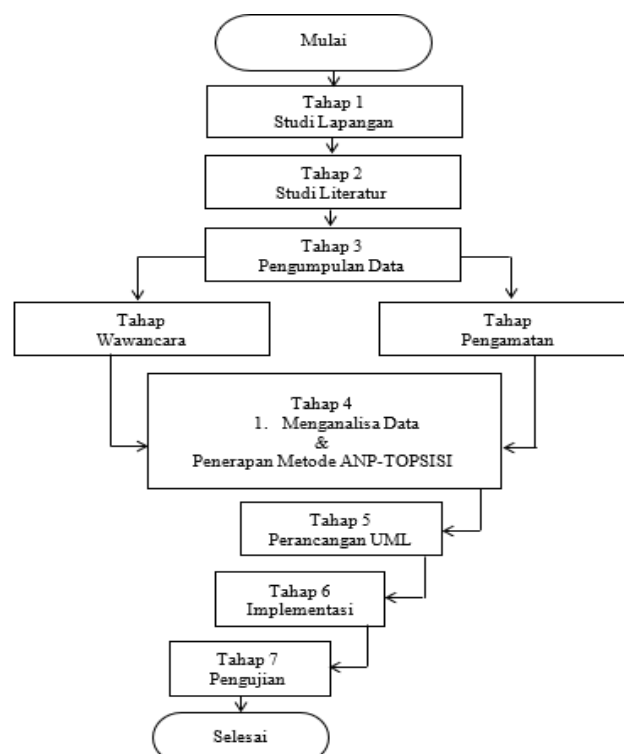 Mulai
Tahap 1
Studi Lapangan
Tahap 2
Studi Literatur
Tahap 3
Pengumpulan Data
Tahap
Wawancara
Tahap
Pengamatan
Tahap 4
1. Menganalisa Data
&
Penerapan Metode ANP-TOPSISI
Tahap 5
Perancangan UML
Tahap 6
Implementasi
Tahap 7
Pengujian
Selesai